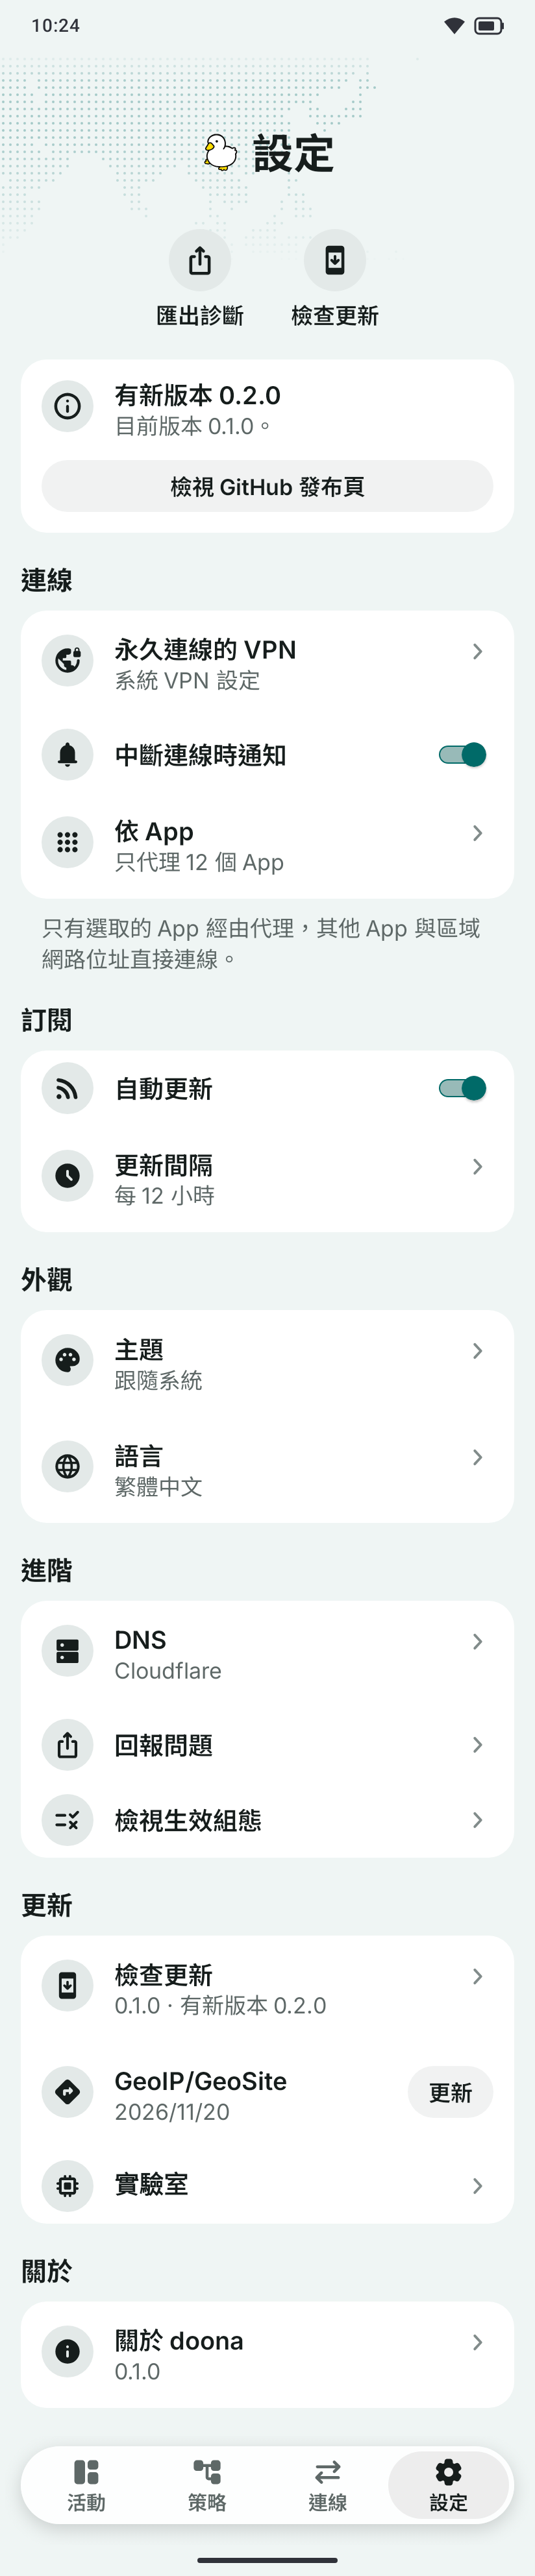 10:24
設定
匯出診斷
檢查更新
有新版本 0.2.0
目前版本 0.1.0。
檢視 GitHub 發布頁
連線
永久連線的 VPN
系統 VPN 設定
中斷連線時通知
依 App
只代理 12 個 App
只有選取的 App 經由代理，其他 App 與區域
網路位址直接連線。
訂閱
自動更新
更新間隔
每 12 小時
外觀
主題
跟隨系統
語言
繁體中文
進階
DNS
Cloudflare
回報問題
檢視生效組態
更新
檢查更新
0.1.0 · 有新版本 0.2.0
GeoIP/GeoSite
2026/11/20
更新
實驗室
關於
關於 doona
0.1.0
活動
策略
連線
設定